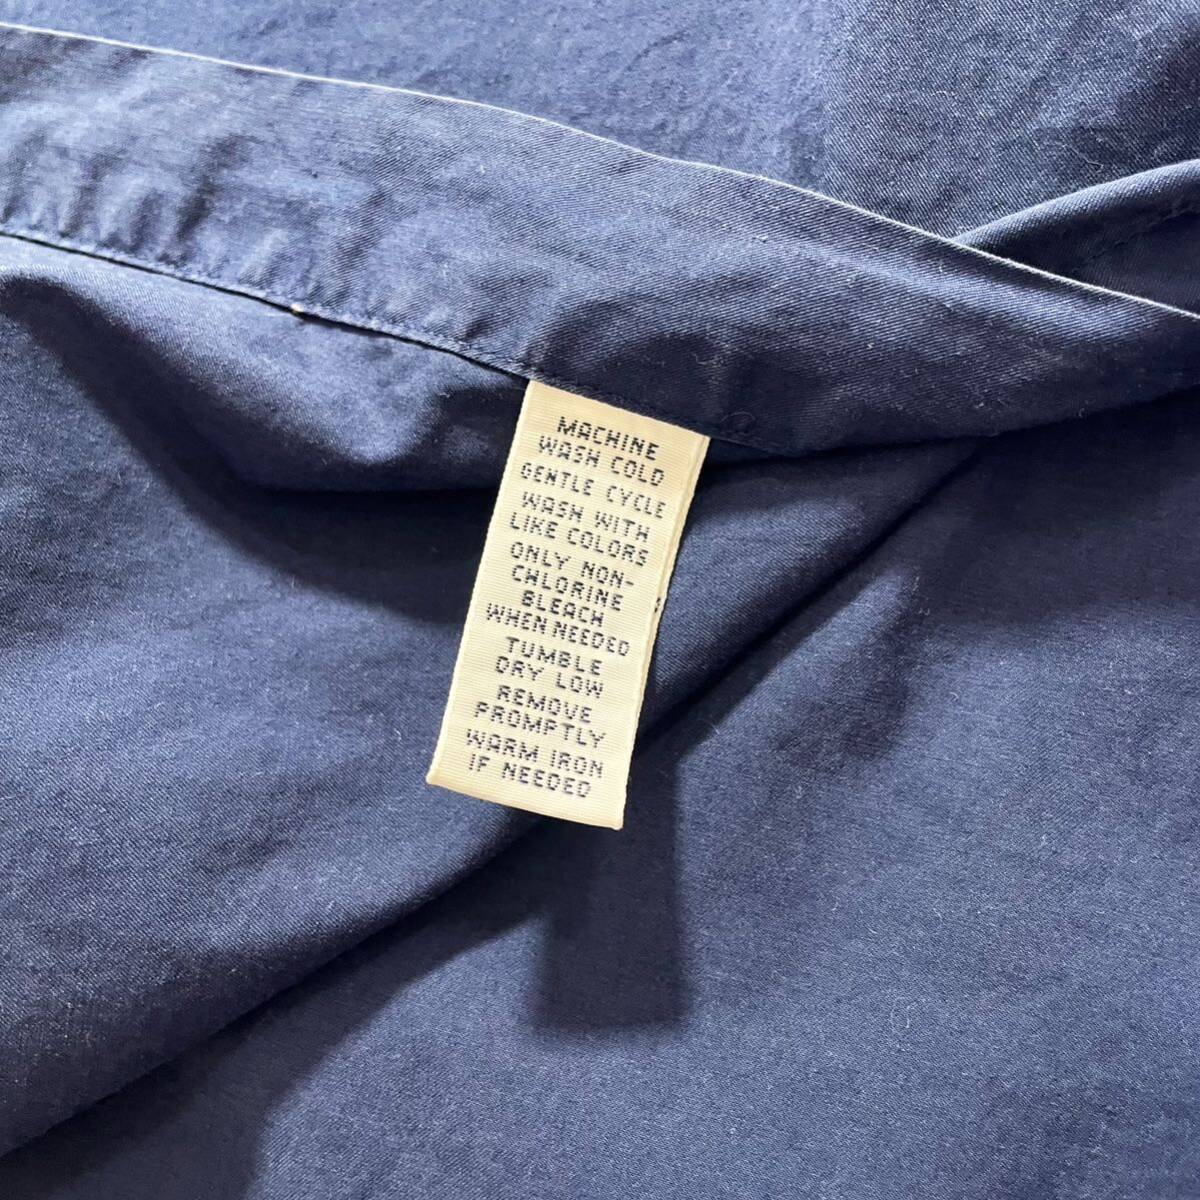 MACHINE
WASH COLD
GENTLE CYCLE
WASH WITH
LIKE COLORS
ONLY NON-
CHLORINE
BLEACH
WHEN NEEDED
TUMBLE
DRY LOW
REMOVE
PROMPTLY
WARM IRON
IF NEEDED